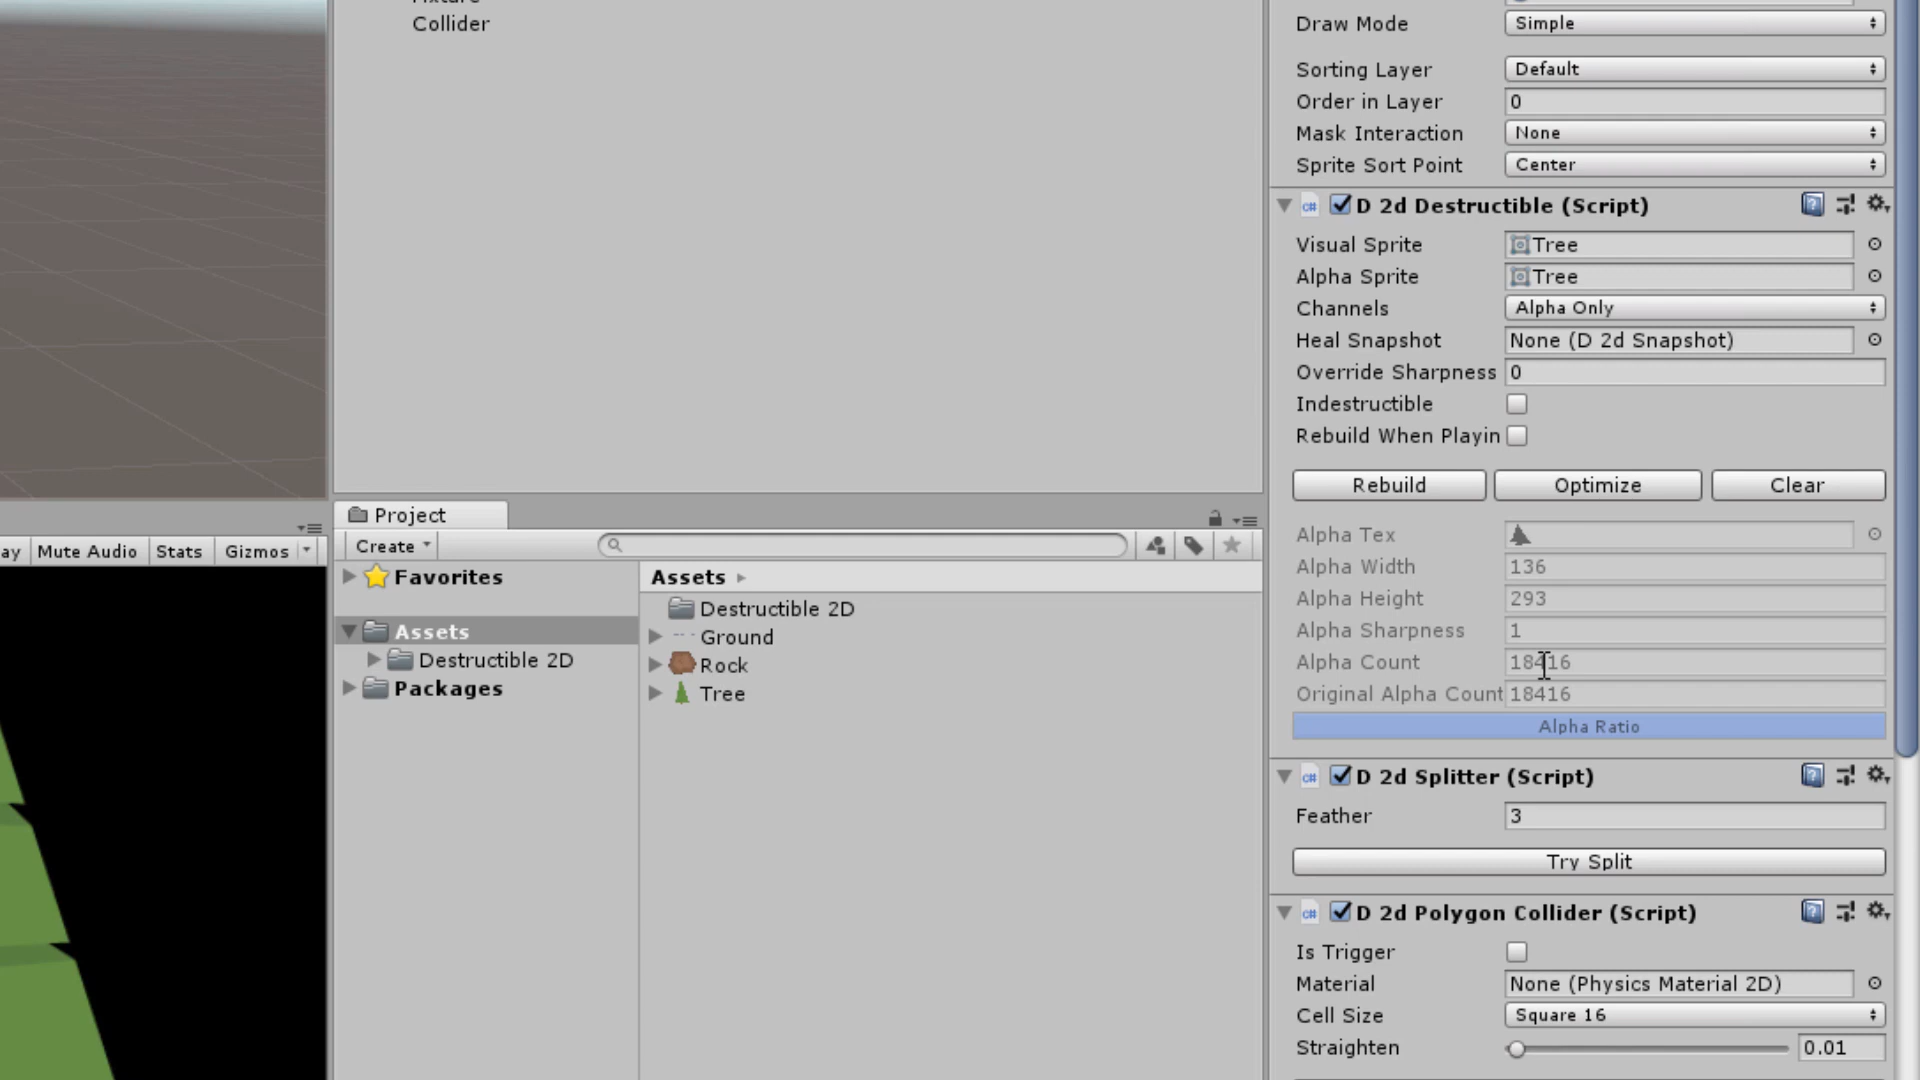 Collider
ay Mute Audio Stats Gizmos
Project
Create
Favorites
Assets
Destructible 2D
Packages
Assets
Destructible 2D
Ground
Rock
Tree
Draw Mode Simple
Sorting Layer Default
Order in Layer 0
Mask Interaction None
Sprite Sort Point Center
c# D 2d Destructible (Script)
Visual Sprite Tree
Alpha Sprite Tree
Channels Alpha Only
Heal Snapshot None (D 2d Snapshot)
Override Sharpness 0
Indestructible
Rebuild When Playin
Rebuild Optimize Clear
Alpha Tex
Alpha Width 136
Alpha Height 293
Alpha Sharpness 1
Alpha Count 18416
Original Alpha Count 18416
Alpha Ratio
c# D 2d Splitter (Script)
Feather 3
Try Split
c# D 2d Polygon Collider (Script)
Is Trigger
Material None (Physics Material 2D)
Cell Size Square 16
Straighten 0.01